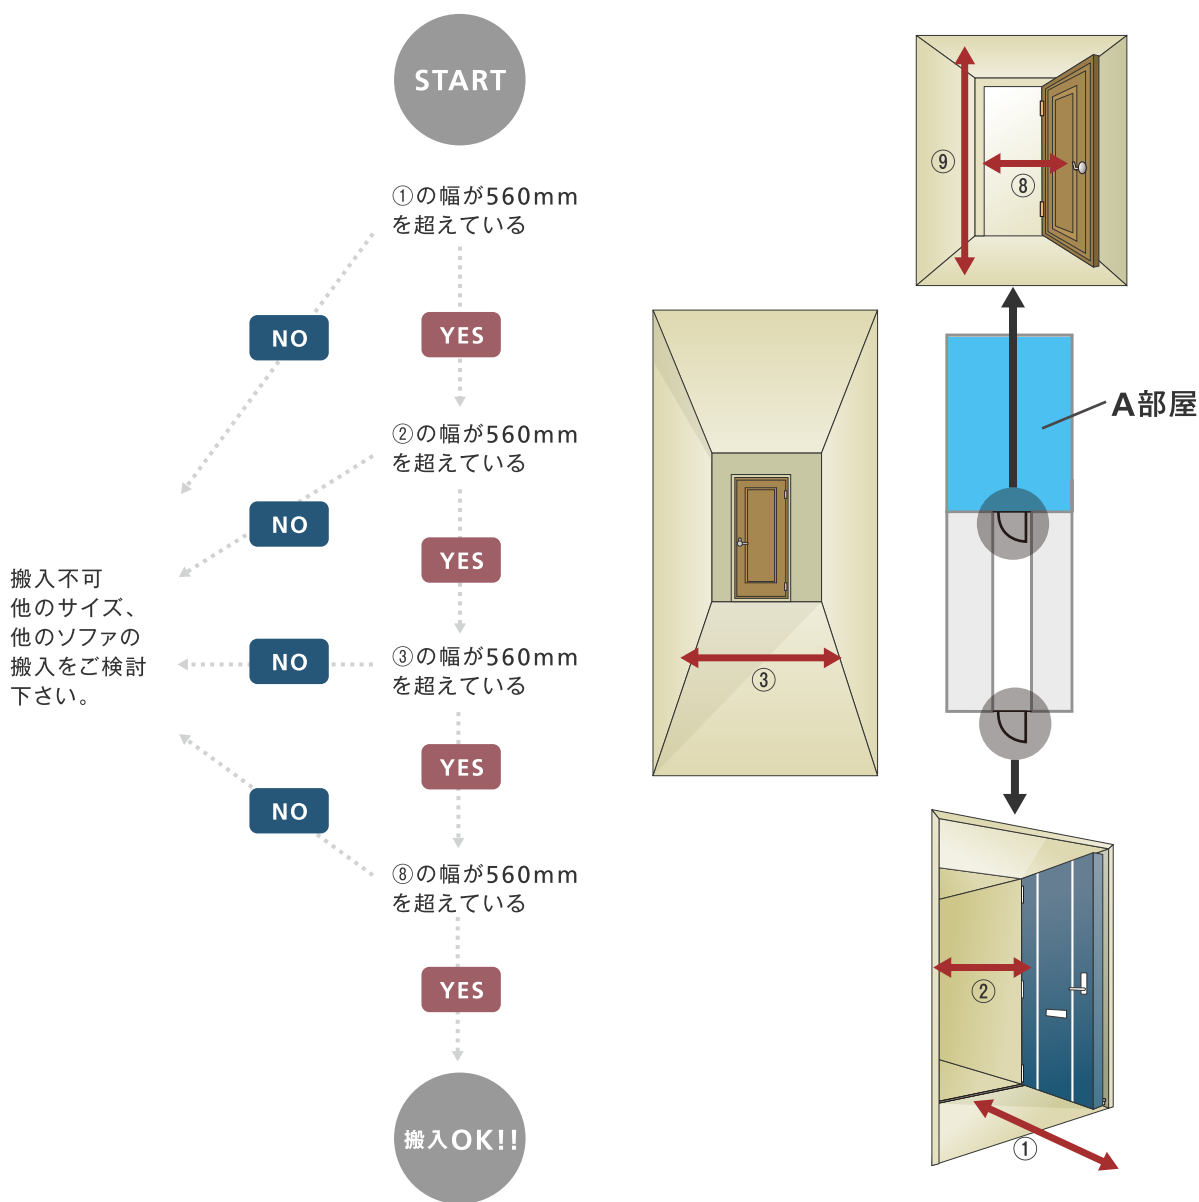 START
①の幅が560mm
を超えている
NO
YES
②の幅が560mm
を超えている
NO
YES
搬入不可
他のサイズ、
他のソファの
搬入をご検討
下さい。
③の幅が560mm
を超えている
NO
YES
⑧の幅が560mm
を超えている
NO
YES
搬入OK!!
⑨
⑧
A部屋
③
②
①